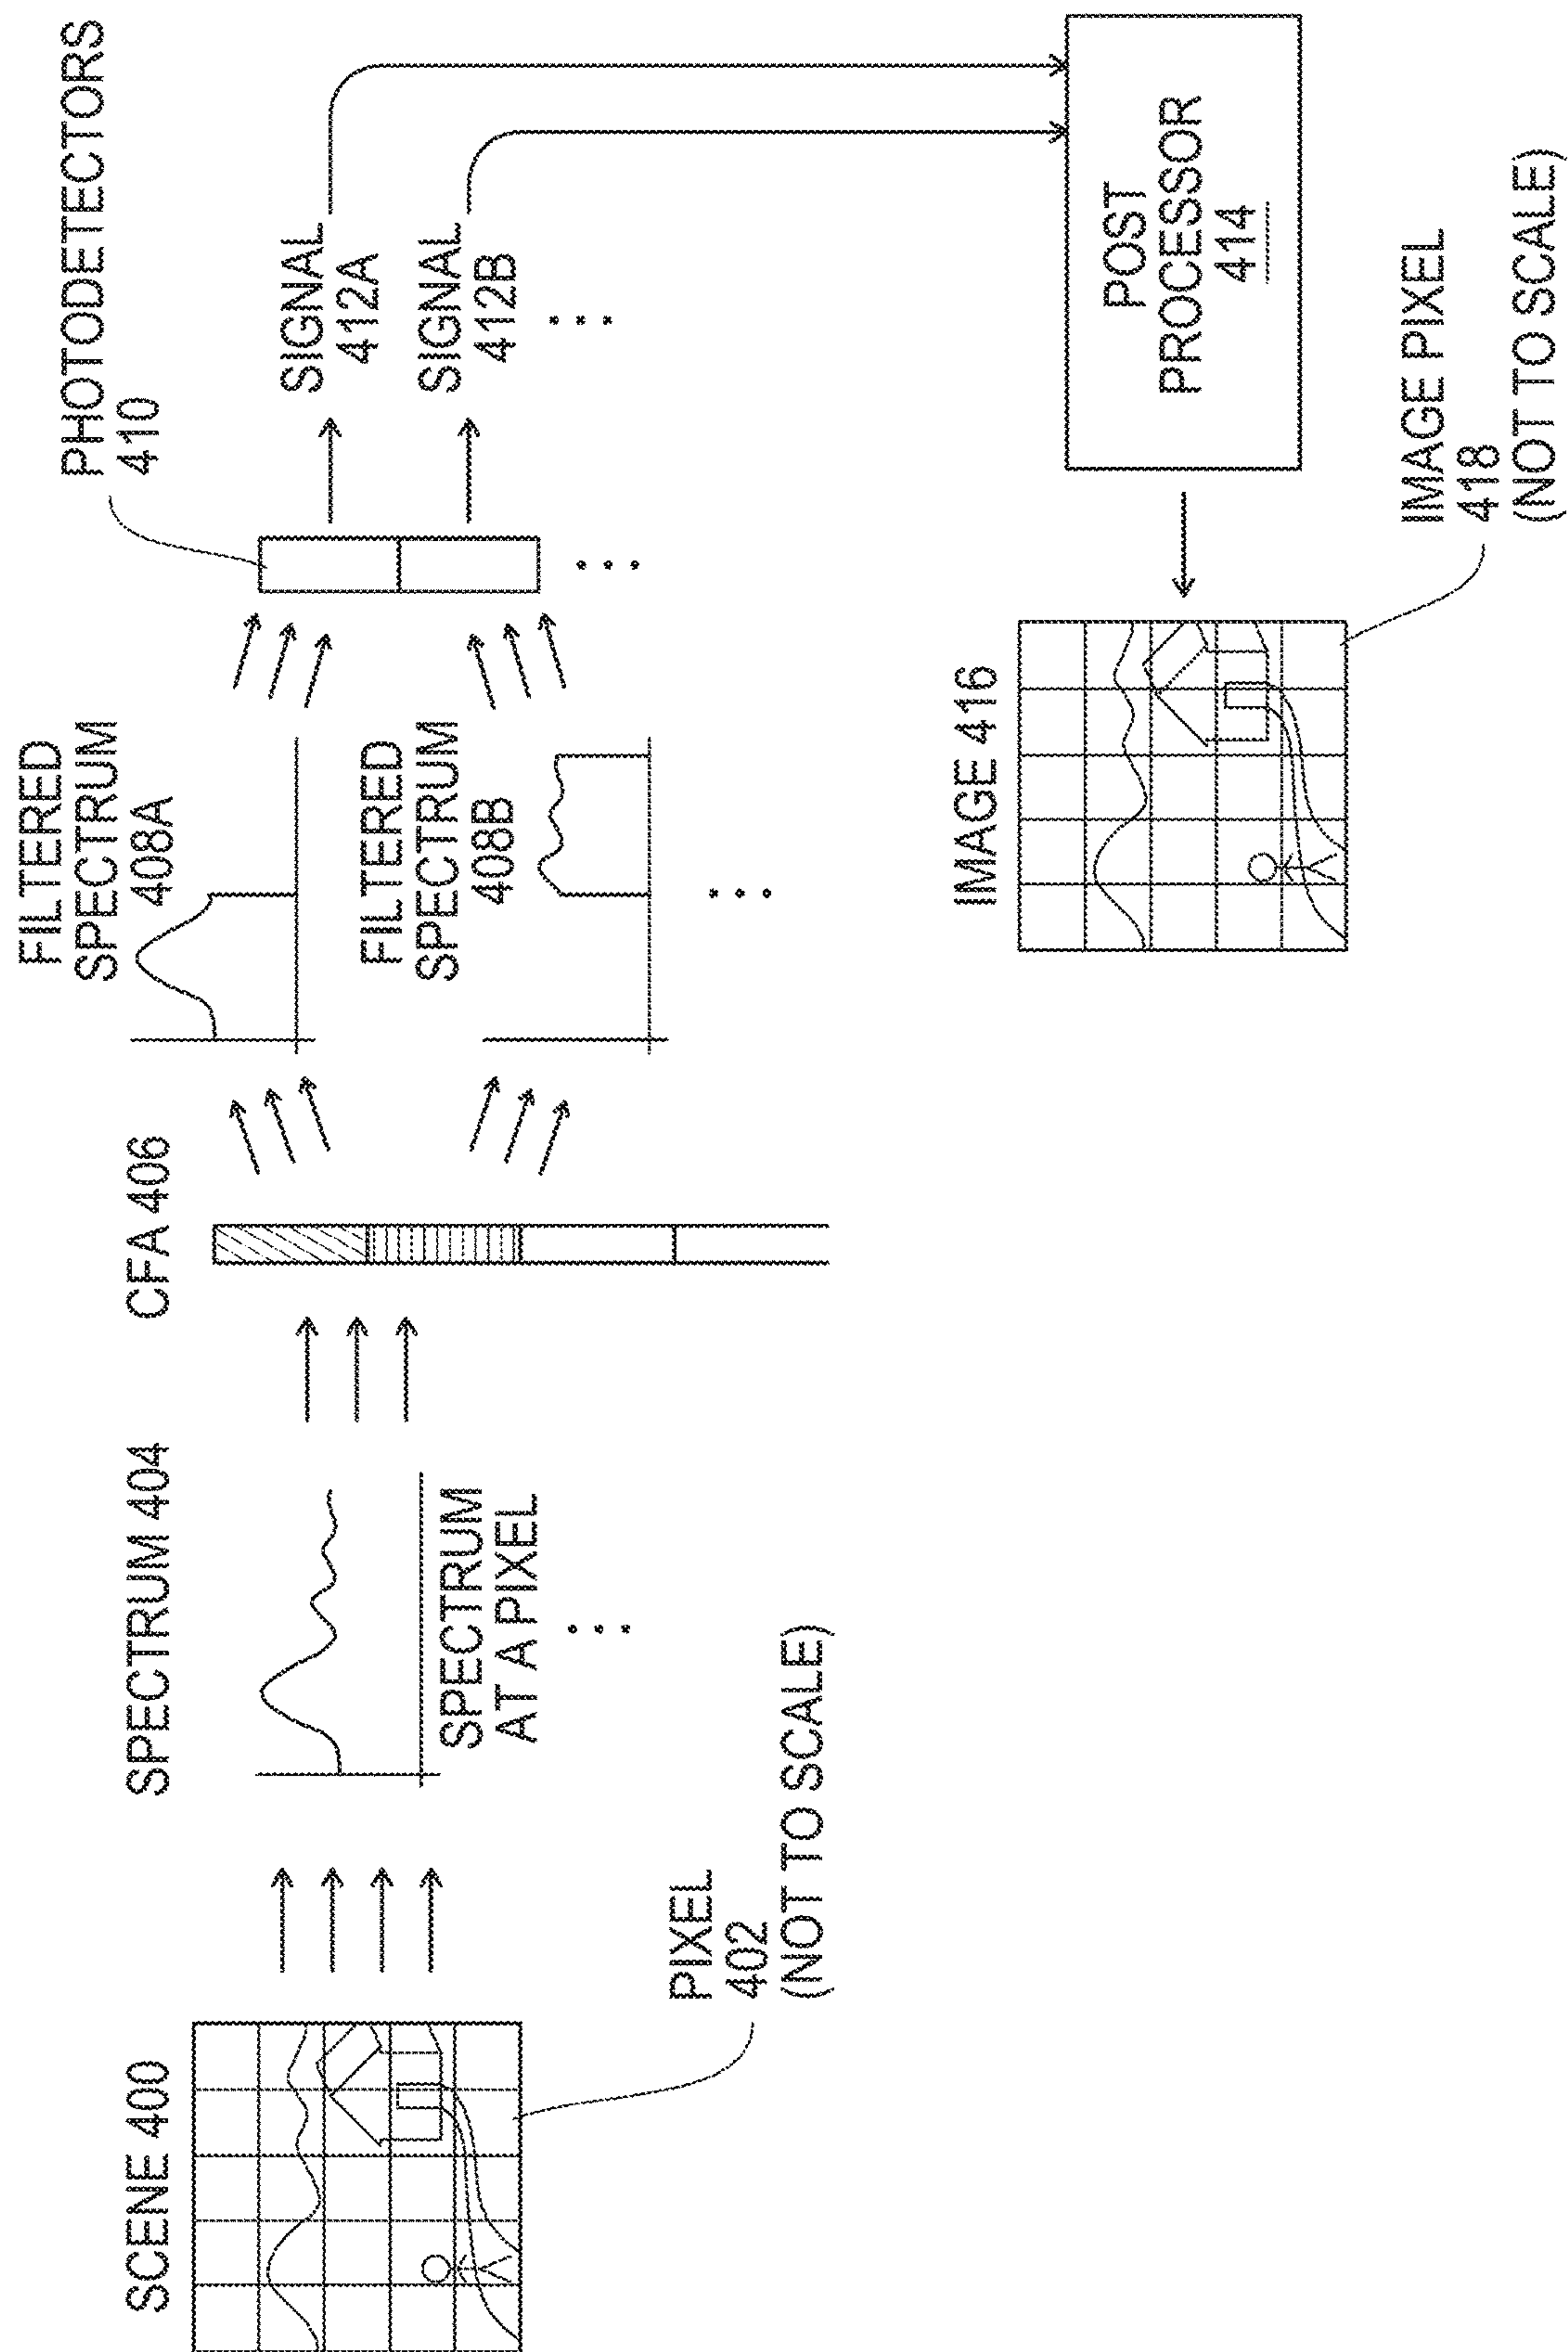 SCENE 400
PIXEL
402
(NOT TO SCALE)
SPECTRUM 404
SPECTRUM
AT A PIXEL
CFA 406
FILTERED
SPECTRUM
408A
FILTERED
SPECTRUM
408B
PHOTODETECTORS
410
SIGNAL
412A
SIGNAL
412B
POST
PROCESSOR
414
IMAGE 416
IMAGE PIXEL
418
(NOT TO SCALE)